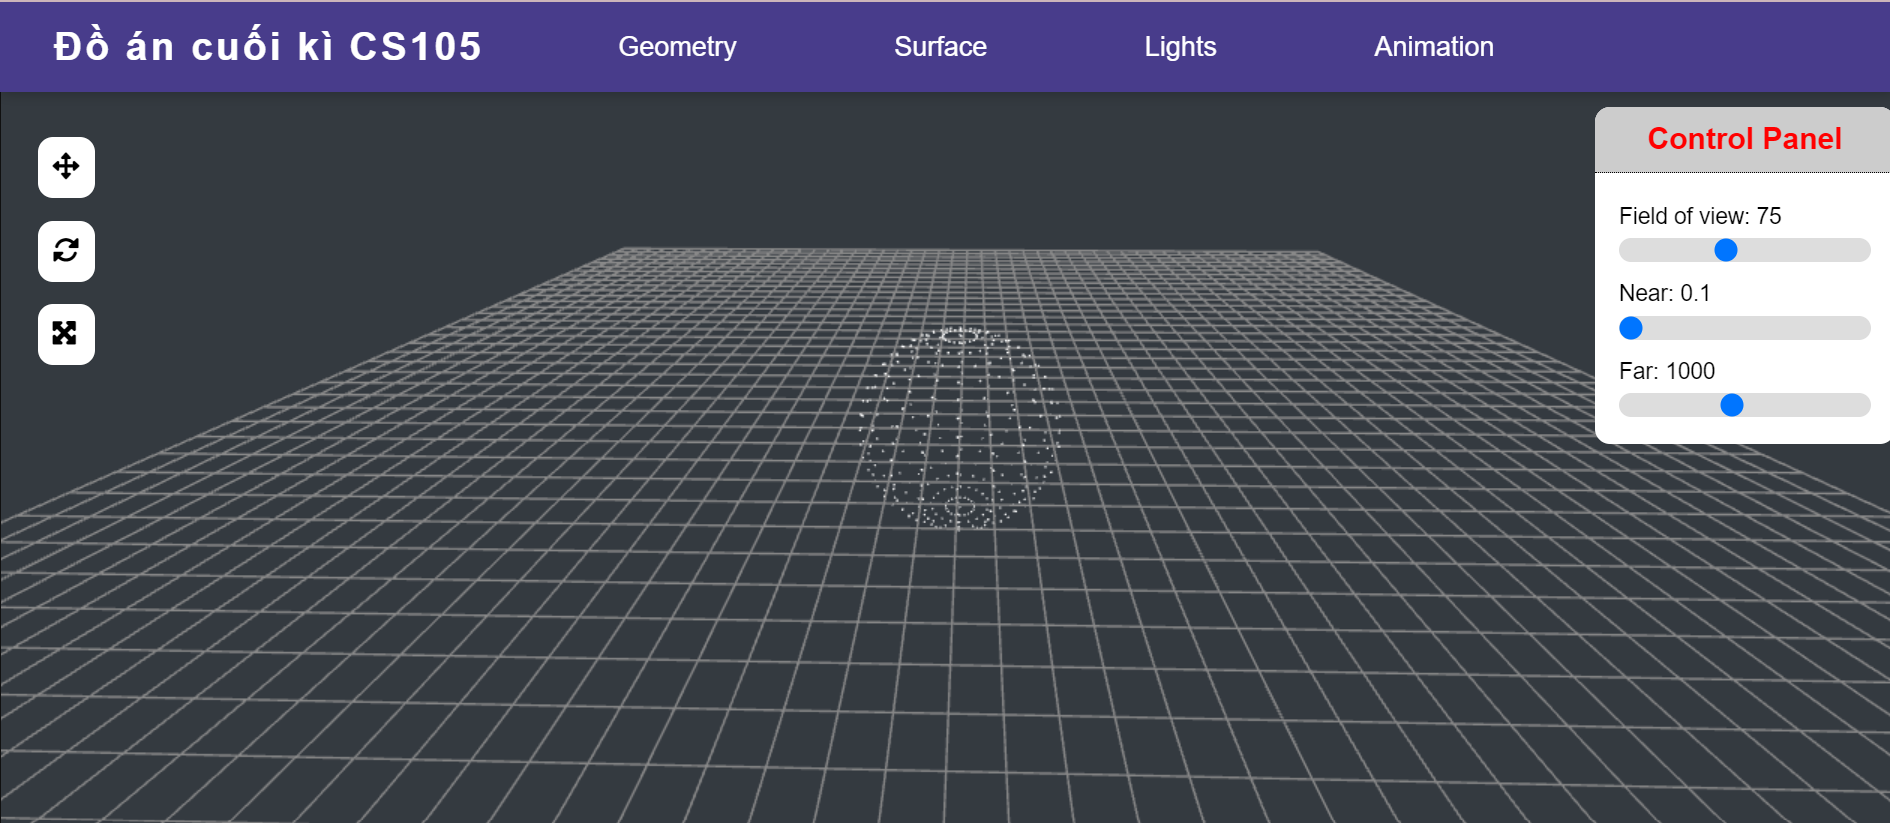 Đồ án cuối kì CS105
Geometry
Surface
Lights
Animation
Control Panel
Field of view: 75
Near: 0.1
Far: 1000